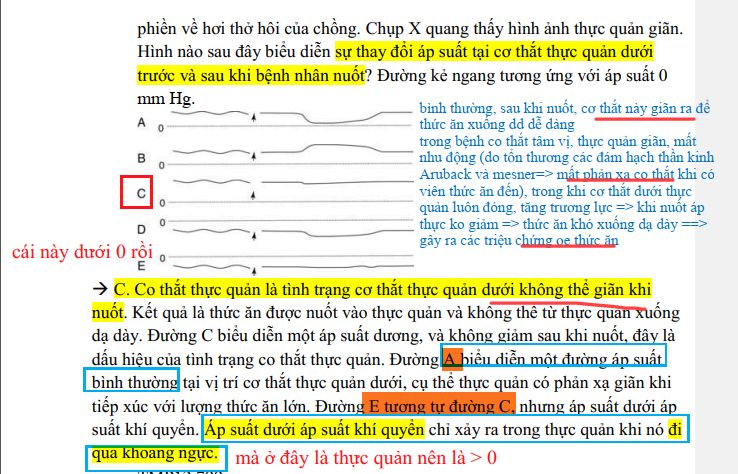 phiền về hơi thở hôi của chồng. Chụp X quang thấy hình ảnh thực quản giãn.
Hình nào sau đây biểu diễn sự thay đổi áp suất tại cơ thắt thực quản dưới
trước và sau khi bệnh nhân nuốt? Đường kẻ ngang tương ứng với áp suất 0
mm Hg.
A
0
B
0
C
0
D
0
E
bình thường, sau khi nuốt, cơ thắt này giãn ra để
thức ăn xuống dd dễ dàng
trong bệnh co thắt tâm vị, thực quản giãn, mất
nhu động (do tổn thương các đám hạch thần kinh
Aruback và mesner=> mất phản xạ co thắt khi có
viên thức ăn đến), trong khi cơ thắt dưới thực
quản luôn đóng, tăng trương lực => khi nuốt áp
thực ko giảm => thức ăn khó xuống dạ dày ==>
gây ra các triệu chứng oẹ thức ăn
cái này dưới 0 rồi
→ C. Co thắt thực quản là tình trạng cơ thắt thực quản dưới không thể giãn khi
nuốt. Kết quả là thức ăn được nuốt vào thực quản và không thể từ thực quản xuống
dạ dày. Đường C biểu diễn một áp suất dương, và không giảm sau khi nuốt, đây là
dấu hiệu của tình trạng co thắt thực quản. Đường A biểu diễn một đường áp suất
bình thường tại vị trí cơ thắt thực quản dưới, cụ thể thực quản có phản xạ giãn khi
tiếp xúc với lượng thức ăn lớn. Đường E tương tự đường C, nhưng áp suất dưới áp
suất khí quyển. Áp suất dưới áp suất khí quyển chỉ xảy ra trong thực quản khi nó đi
qua khoang ngực. mà ở đây là thực quản nên là > 0